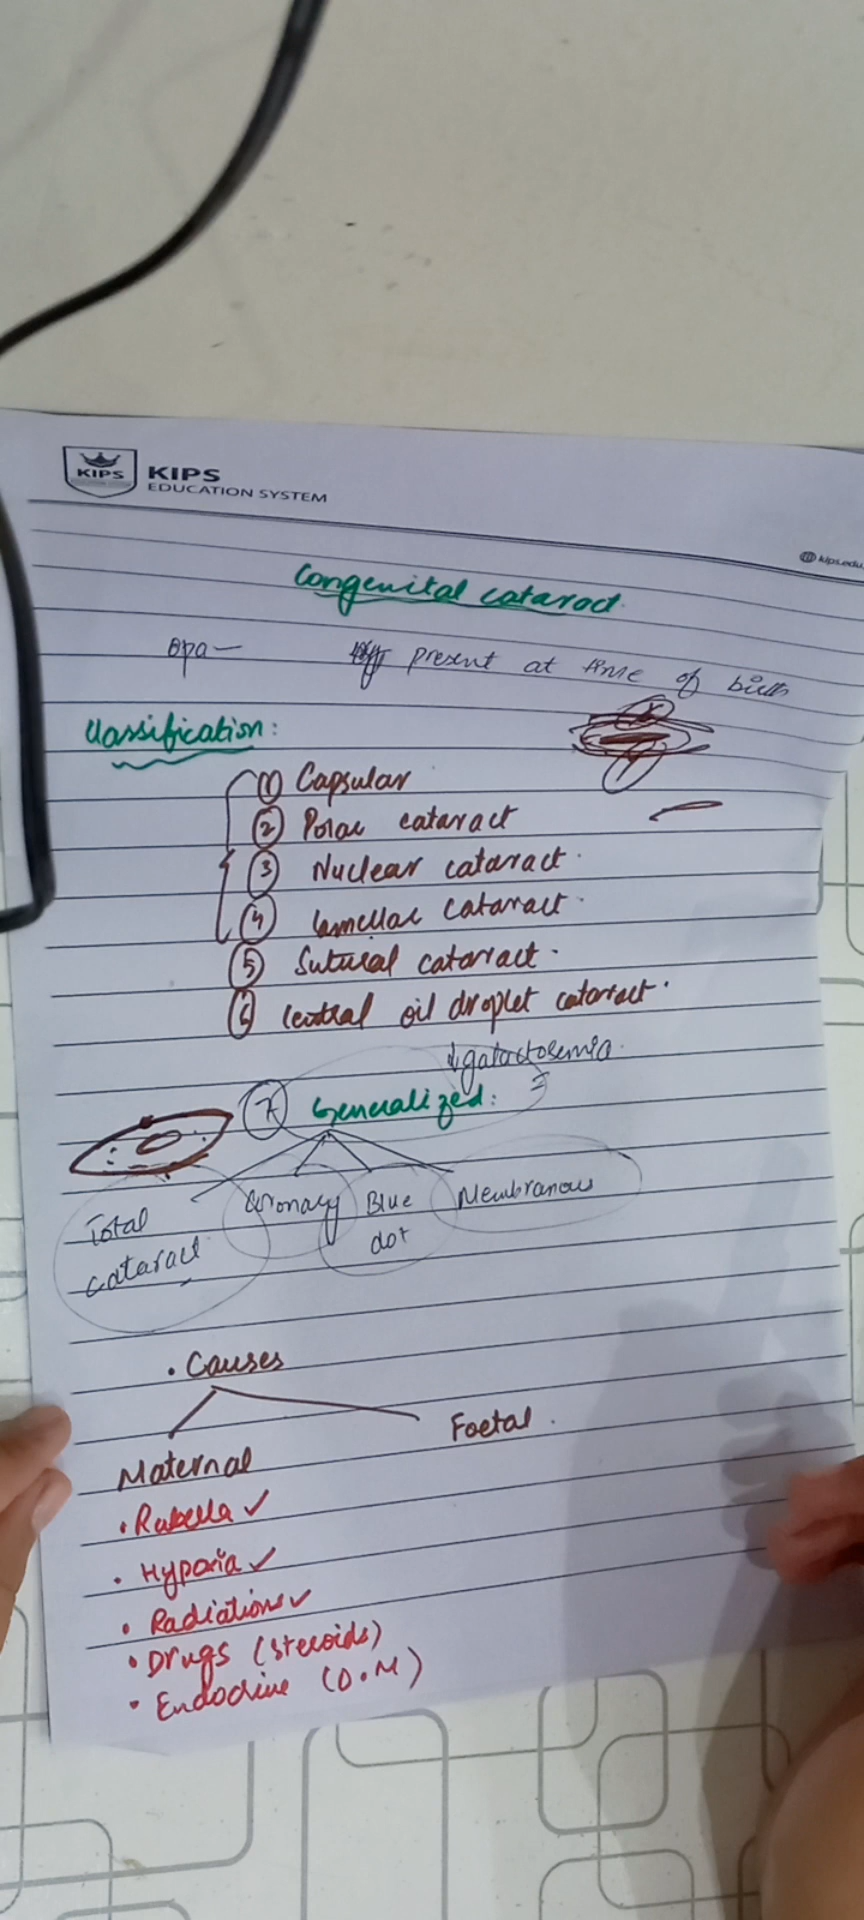 KIPS
KIPS
EDUCATION SYSTEM
kips.edu.
Congenital cataract.
Opa— present at time of birth
Classification:
① Capsular
② Polar cataract
③ Nuclear cataract.
④ lamellar cataract.
⑤ Sutural cataract.
⑥ Central oil droplet cataract.
↓galactosemia.
⑦ Generalized:
Total Coronary Blue Membranous
cataract dot
• Causes
Maternal Foetal.
• Rubella ✓
• Hypoxia ✓
• Radiations ✓
• Drugs (steroids)
• Endocrine (D.M)